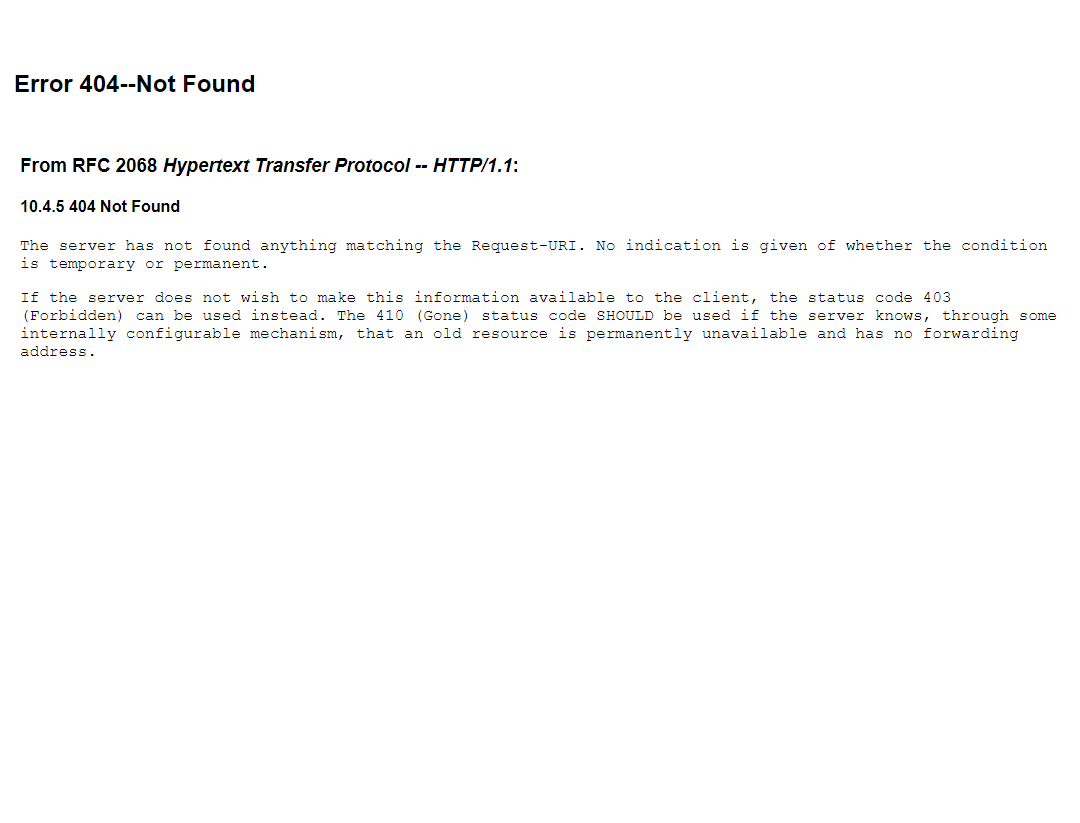 Error 404--Not Found
From RFC 2068 Hypertext Transfer Protocol -- HTTP/1.1:
10.4.5 404 Not Found
The server has not found anything matching the Request-URI. No indication is given of whether the condition
is temporary or permanent.
If the server does not wish to make this information available to the client, the status code 403
(Forbidden) can be used instead. The 410 (Gone) status code SHOULD be used if the server knows, through some
internally configurable mechanism, that an old resource is permanently unavailable and has no forwarding
address.